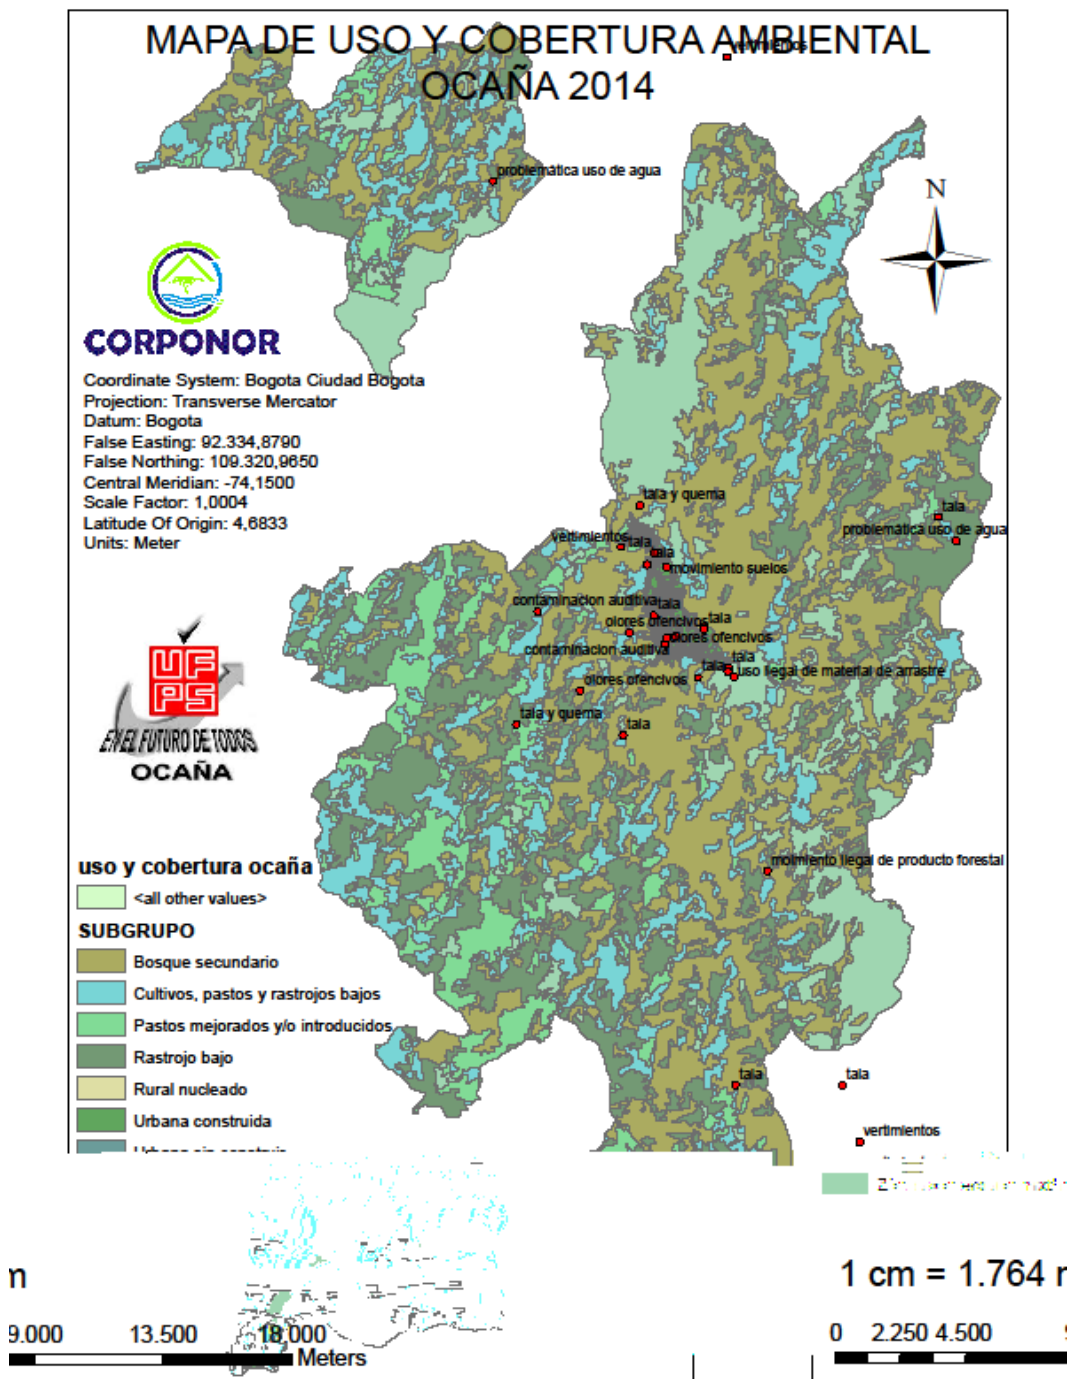 MAPA DE USO Y COBERTURA AMBIENTAL
OCAÑA 2014
vertimientos
problemática uso de agua
N
CORPONOR
Coordinate System: Bogota Ciudad Bogota
Projection: Transverse Mercator
Datum: Bogota
False Easting: 92.334,8790
False Northing: 109.320,9650
Central Meridian: -74,1500
Scale Factor: 1,0004
Latitude Of Origin: 4,6833
Units: Meter
tala y quema
tala
problemática uso de agua
vertimientos
tala
tala
movimiento suelos
contaminacion auditiva
tala
olores ofencivos
tala
olores ofencivos
contaminacion auditiva
tala
tala
uso ilegal de material de arrastre
olores ofencivos
tala y quema
tala
UF
PS
EN EL FUTURO DE TODOS
OCAÑA
moimiento ilegal de producto forestal
uso y cobertura ocaña
<all other values>
SUBGRUPO
Bosque secundario
Cultivos, pastos y rastrojos bajos
Pastos mejorados y/o introducidos
Rastrojo bajo
Rural nucleado
Urbana construida
tala
tala
vertimientos
m
1 cm = 1.764
9.000 13.500 18.000
Meters
0 2.250 4.500